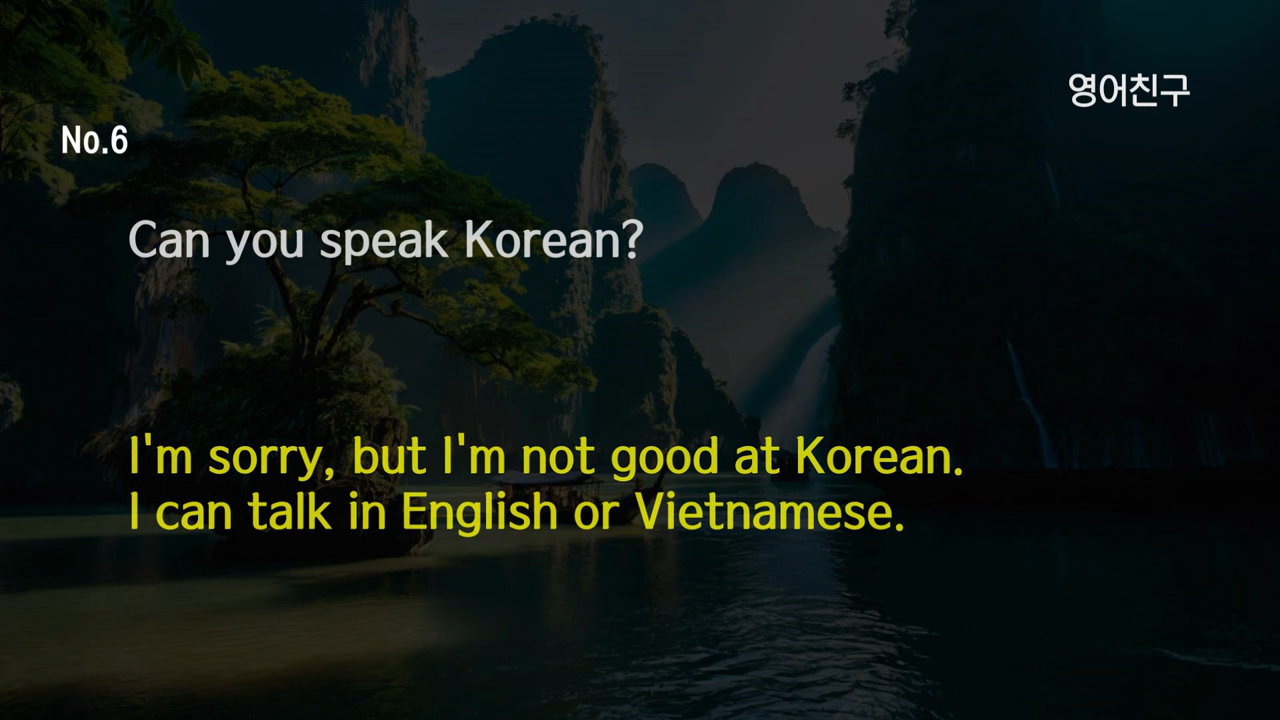 영어친구
No.6
Can you speak Korean?
I'm sorry, but I'm not good at Korean.
I can talk in English or Vietnamese.